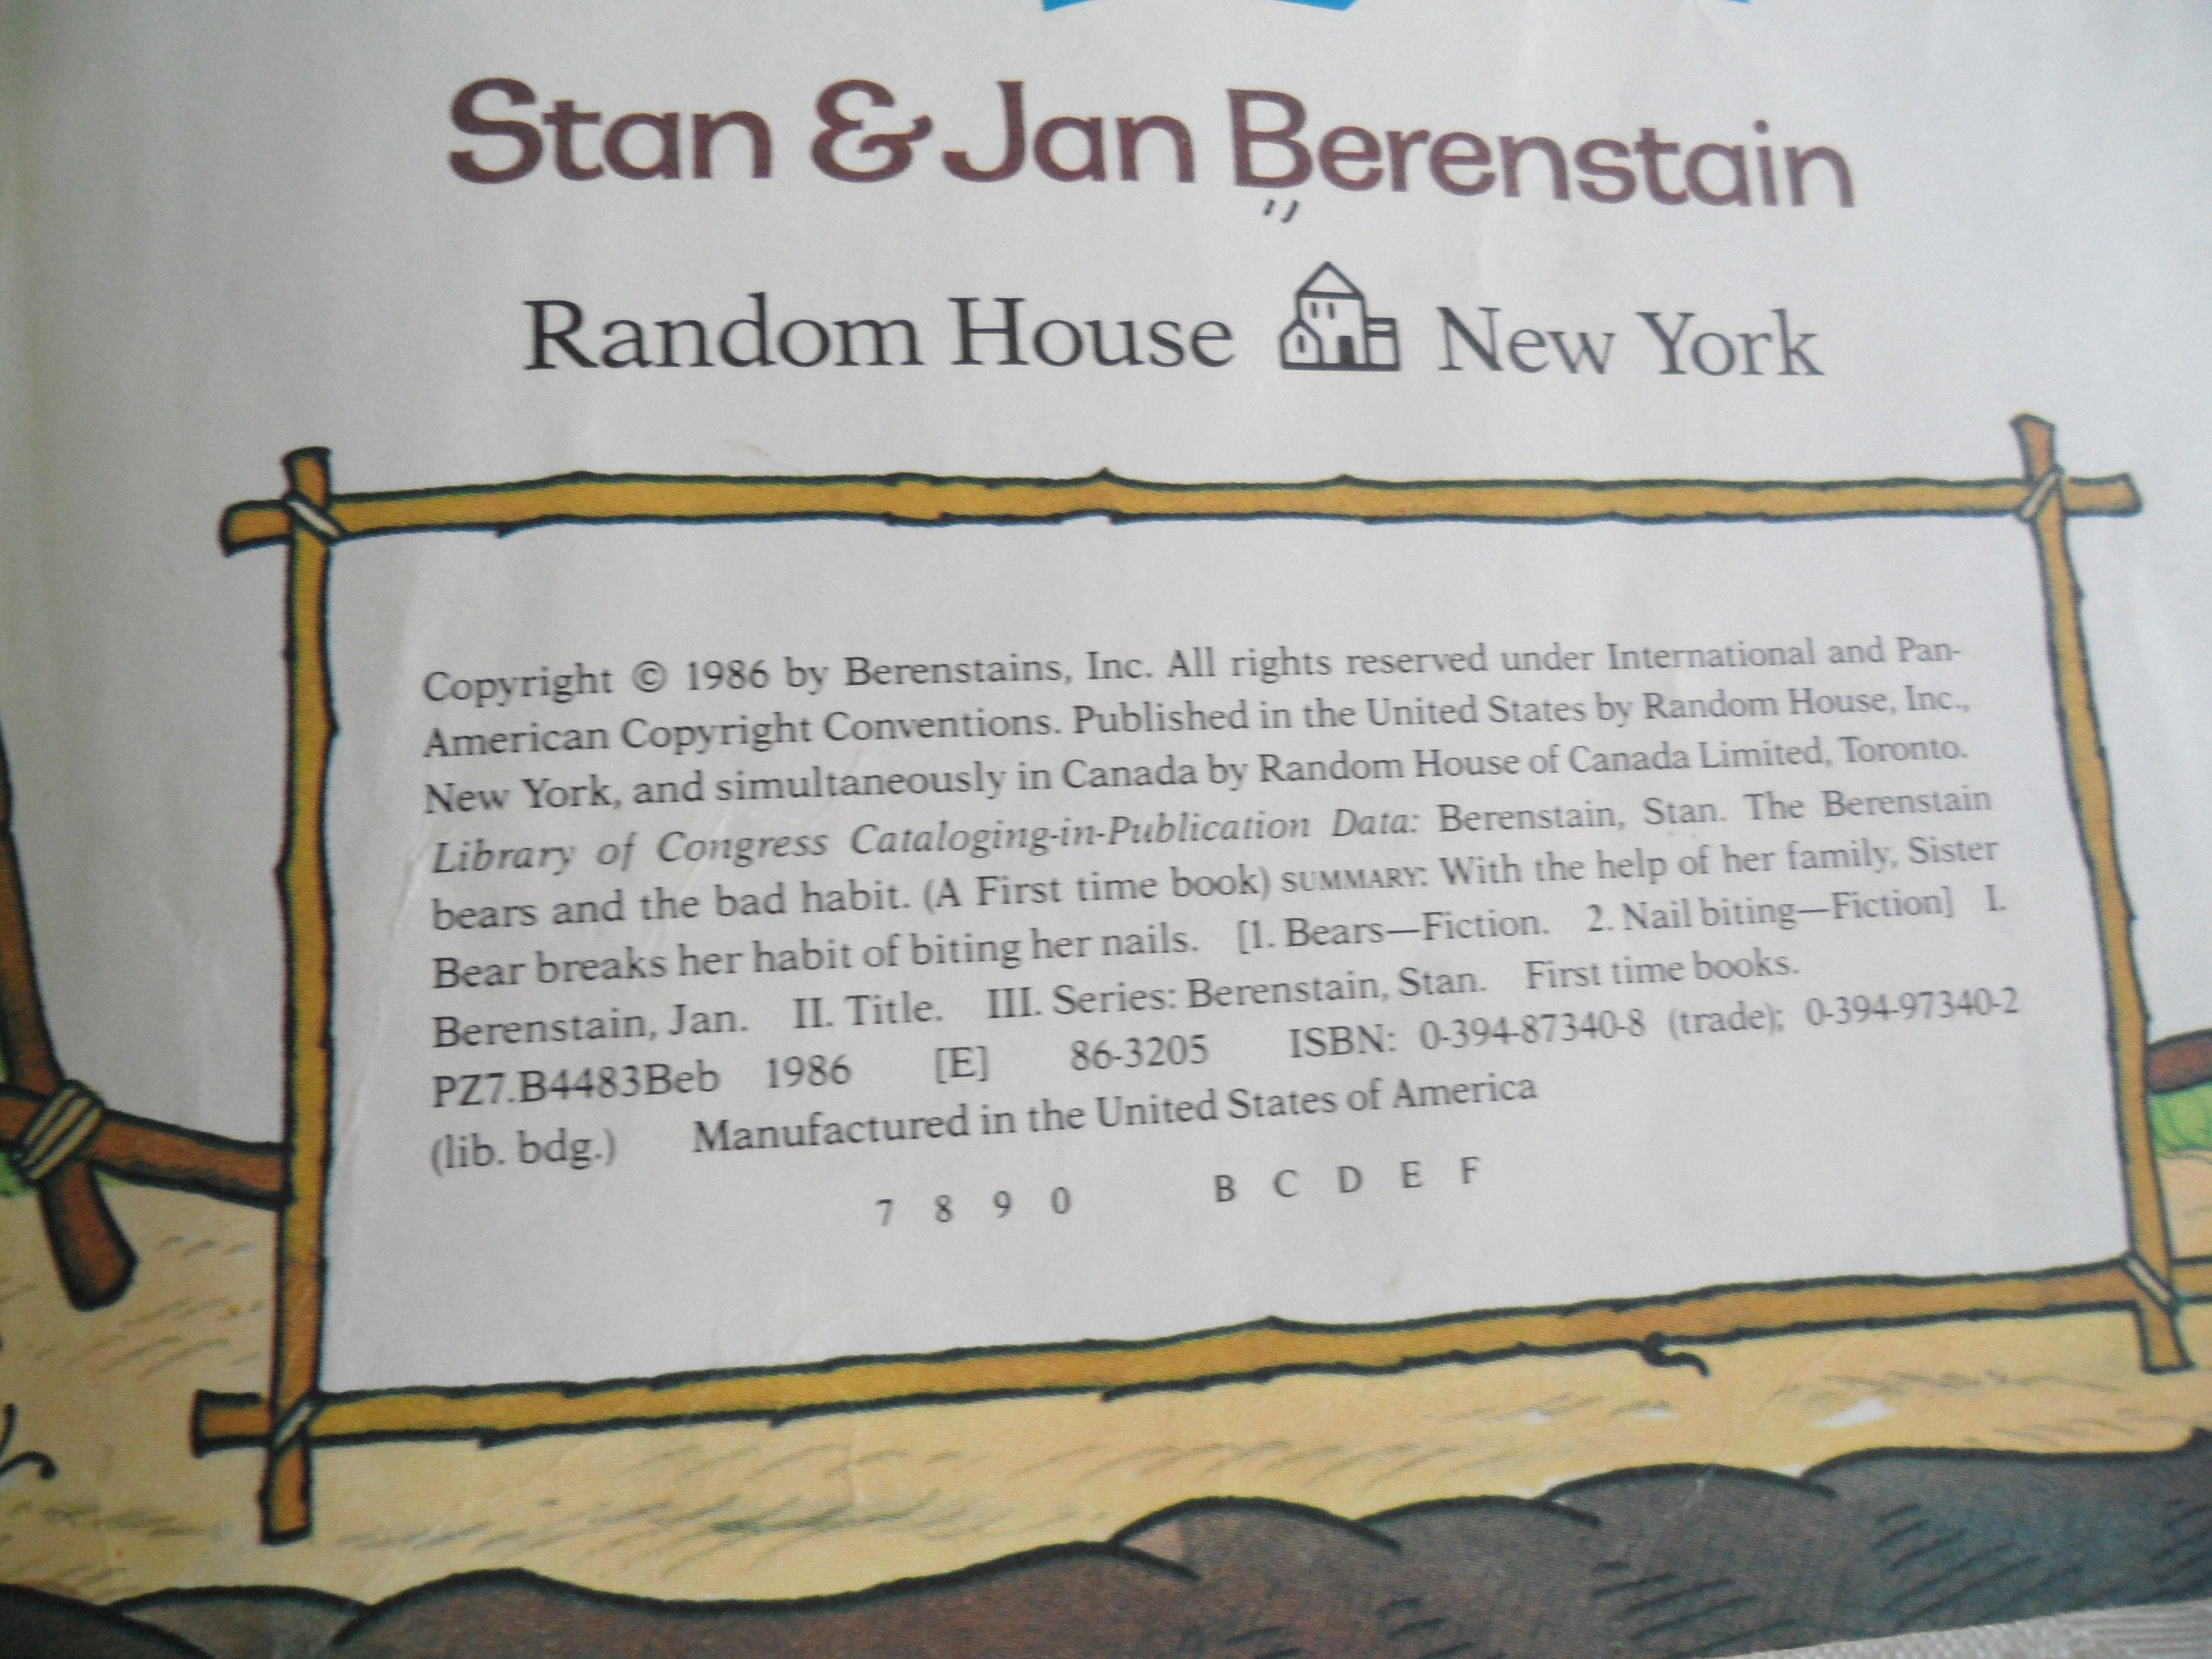 Stan & Jan Berenstain
Random House New York
Copyright © 1986 by Berenstains, Inc. All rights reserved under International and Pan-
American Copyright Conventions. Published in the United States by Random House, Inc.,
New York, and simultaneously in Canada by Random House of Canada Limited, Toronto.
Library of Congress Cataloging-in-Publication Data: Berenstain, Stan. The Berenstain
bears and the bad habit. (A First time book) SUMMARY: With the help of her family, Sister
Bear breaks her habit of biting her nails. [1. Bears—Fiction. 2. Nail biting—Fiction] I.
Berenstain, Jan. II. Title. III. Series: Berenstain, Stan. First time books.
PZ7.B4483Beb 1986 [E] 86-3205 ISBN: 0-394-87340-8 (trade); 0-394-97340-2
(lib. bdg.) Manufactured in the United States of America
7 8 9 0 B C D E F